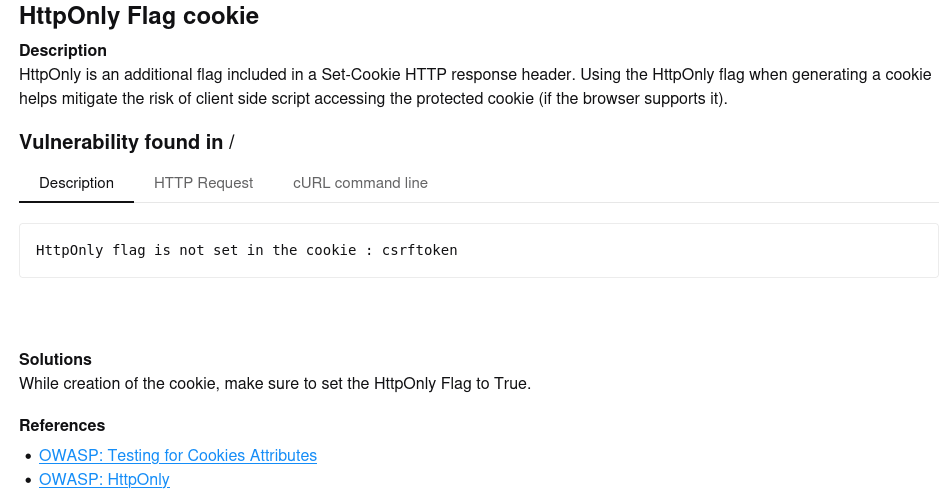 HttpOnly Flag cookie
Description
HttpOnly is an additional flag included in a Set-Cookie HTTP response header. Using the HttpOnly flag when generating a cookie
helps mitigate the risk of client side script accessing the protected cookie (if the browser supports it).
Vulnerability found in /
Description HTTP Request cURL command line
HttpOnly flag is not set in the cookie : csrftoken
Solutions
While creation of the cookie, make sure to set the HttpOnly Flag to True.
References
• OWASP: Testing for Cookies Attributes
• OWASP: HttpOnly